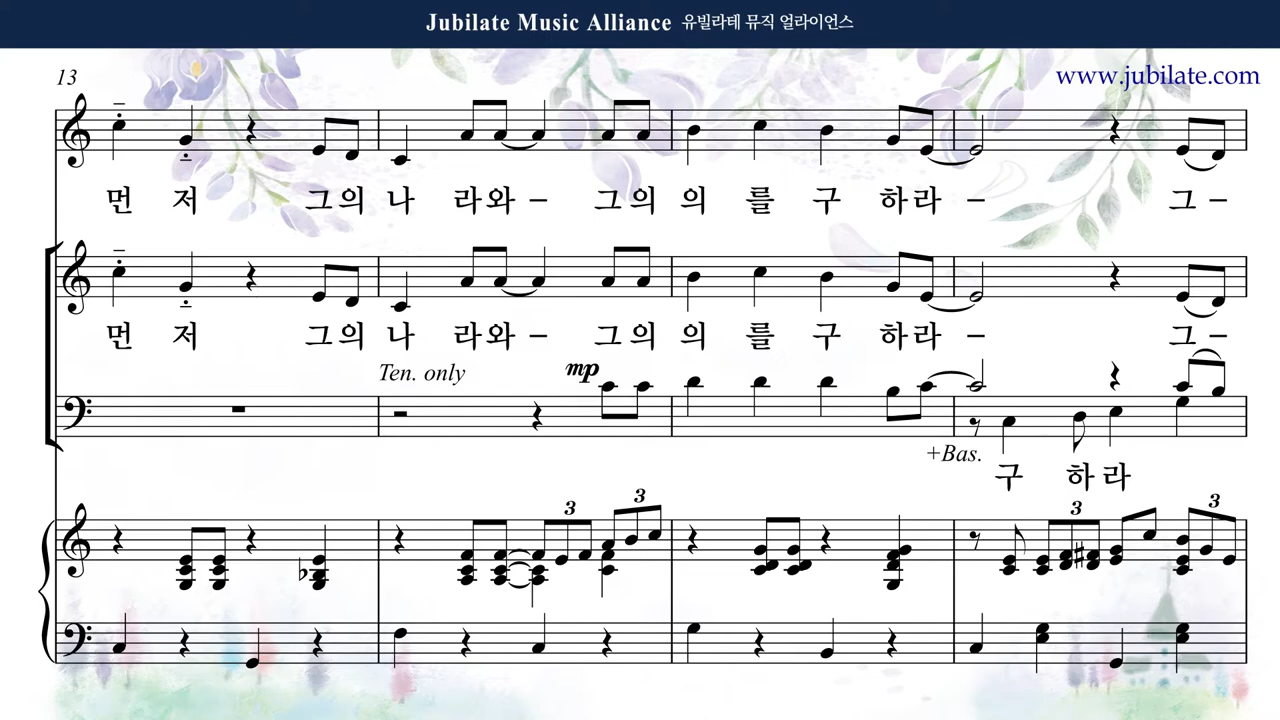 Jubilate Music Alliance 유빌라테 뮤직 얼라이언스
www.jubilate.com
13
먼 저 그의 나 라와 – 그의 의 를 구 하라 – 그 –
먼 저 그의 나 라와 – 그의 의 를 구 하라 – 그 –
Ten. only mp
+Bas.
구 하 라
3 3 3 3